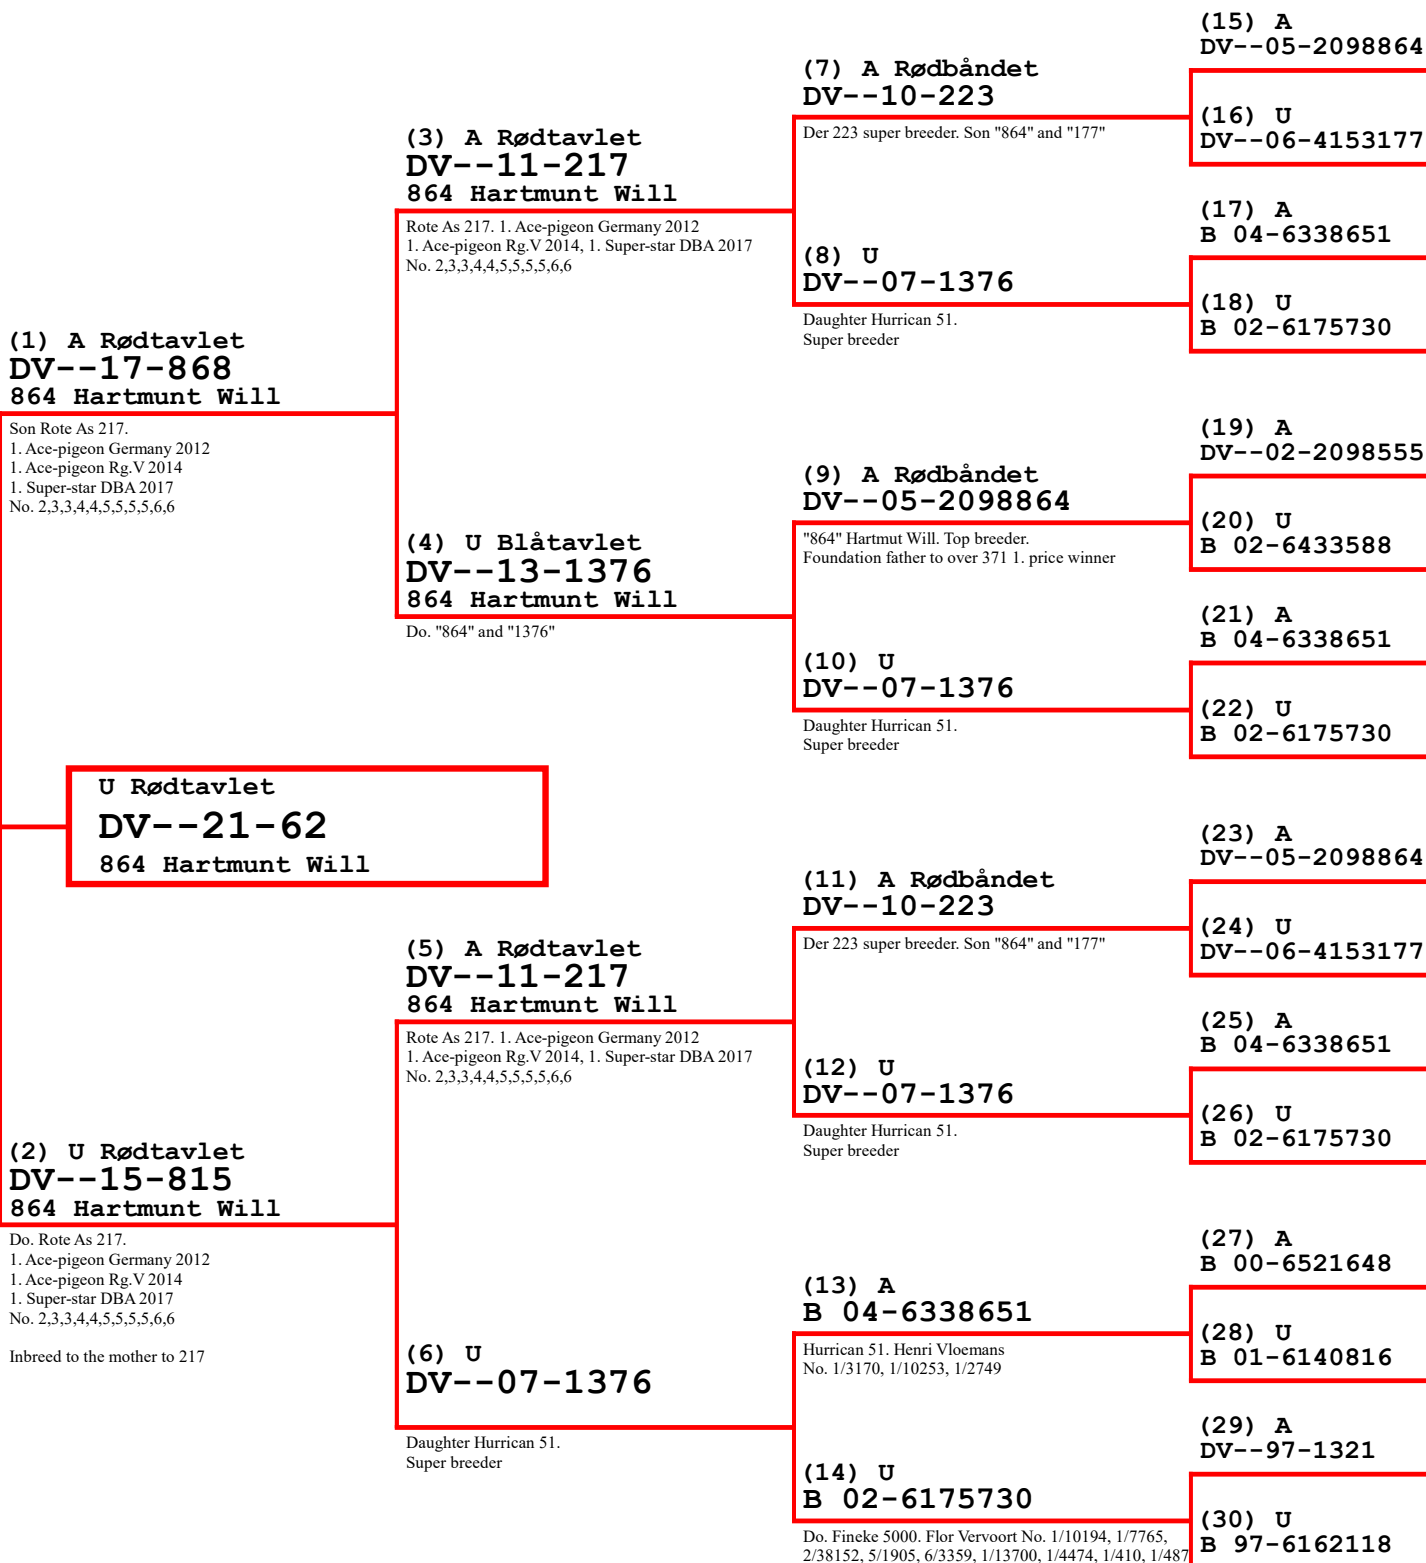 (1) A Rødtavlet
DV--17-868
864 Hartmunt Will
Son Rote As 217.
1. Ace-pigeon Germany 2012
1. Ace-pigeon Rg.V 2014
1. Super-star DBA 2017
No. 2,3,3,4,4,5,5,5,5,6,6
U Rødtavlet
DV--21-62
864 Hartmunt Will
(2) U Rødtavlet
DV--15-815
864 Hartmunt Will
Do. Rote As 217.
1. Ace-pigeon Germany 2012
1. Ace-pigeon Rg.V 2014
1. Super-star DBA 2017
No. 2,3,3,4,4,5,5,5,5,6,6
Inbreed to the mother to 217
(3) A Rødtavlet
DV--11-217
864 Hartmunt Will
Rote As 217. 1. Ace-pigeon Germany 2012
1. Ace-pigeon Rg.V 2014, 1. Super-star DBA 2017
No. 2,3,3,4,4,5,5,5,5,6,6
(4) U Blåtavlet
DV--13-1376
864 Hartmunt Will
Do. "864" and "1376"
(5) A Rødtavlet
DV--11-217
864 Hartmunt Will
Rote As 217. 1. Ace-pigeon Germany 2012
1. Ace-pigeon Rg.V 2014, 1. Super-star DBA 2017
No. 2,3,3,4,4,5,5,5,5,6,6
(6) U
DV--07-1376
Daughter Hurrican 51.
Super breeder
(7) A Rødbåndet
DV--10-223
Der 223 super breeder. Son "864" and "177"
(8) U
DV--07-1376
Daughter Hurrican 51.
Super breeder
(9) A Rødbåndet
DV--05-2098864
"864" Hartmut Will. Top breeder.
Foundation father to over 371 1. price winner
(10) U
DV--07-1376
Daughter Hurrican 51.
Super breeder
(11) A Rødbåndet
DV--10-223
Der 223 super breeder. Son "864" and "177"
(12) U
DV--07-1376
Daughter Hurrican 51.
Super breeder
(13) A
B 04-6338651
Hurrican 51. Henri Vloemans
No. 1/3170, 1/10253, 1/2749
(14) U
B 02-6175730
Do. Fineke 5000. Flor Vervoort No. 1/10194, 1/7765,
2/38152, 5/1905, 6/3359, 1/13700, 1/4474, 1/410, 1/487
(15) A
DV--05-2098864
(16) U
DV--06-4153177
(17) A
B 04-6338651
(18) U
B 02-6175730
(19) A
DV--02-2098555
(20) U
B 02-6433588
(21) A
B 04-6338651
(22) U
B 02-6175730
(23) A
DV--05-2098864
(24) U
DV--06-4153177
(25) A
B 04-6338651
(26) U
B 02-6175730
(27) A
B 00-6521648
(28) U
B 01-6140816
(29) A
DV--97-1321
(30) U
B 97-6162118